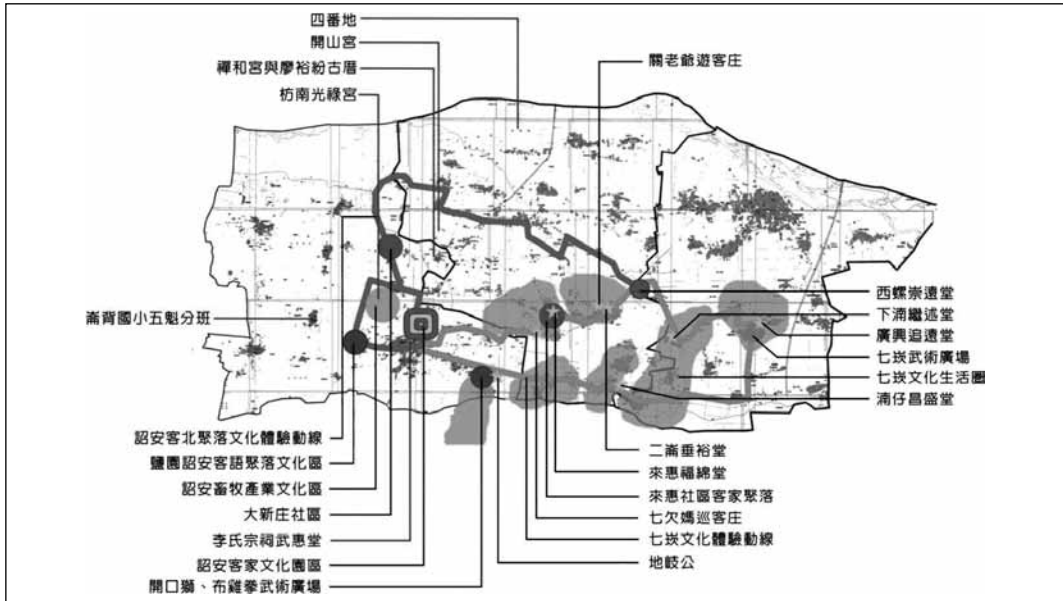 四番地
開山宮
禪和宮與廖裕紛古厝
枋南光祿宮
關老爺遊客庄
崙背國小五魁分班
西螺崇遠堂
下湳繼述堂
廣興追遠堂
七崁武術廣場
七崁文化生活圈
湳仔昌盛堂
詔安客北聚落文化體驗動線
鹽園詔安客語聚落文化區
詔安畜牧產業文化區
大新庄社區
李氏宗祠武惠堂
詔安客家文化園區
開口獅、布雞拳武術廣場
二崙垂裕堂
來惠福綿堂
來惠社區客家聚落
七欠媽巡客庄
七崁文化體驗動線
地岐公